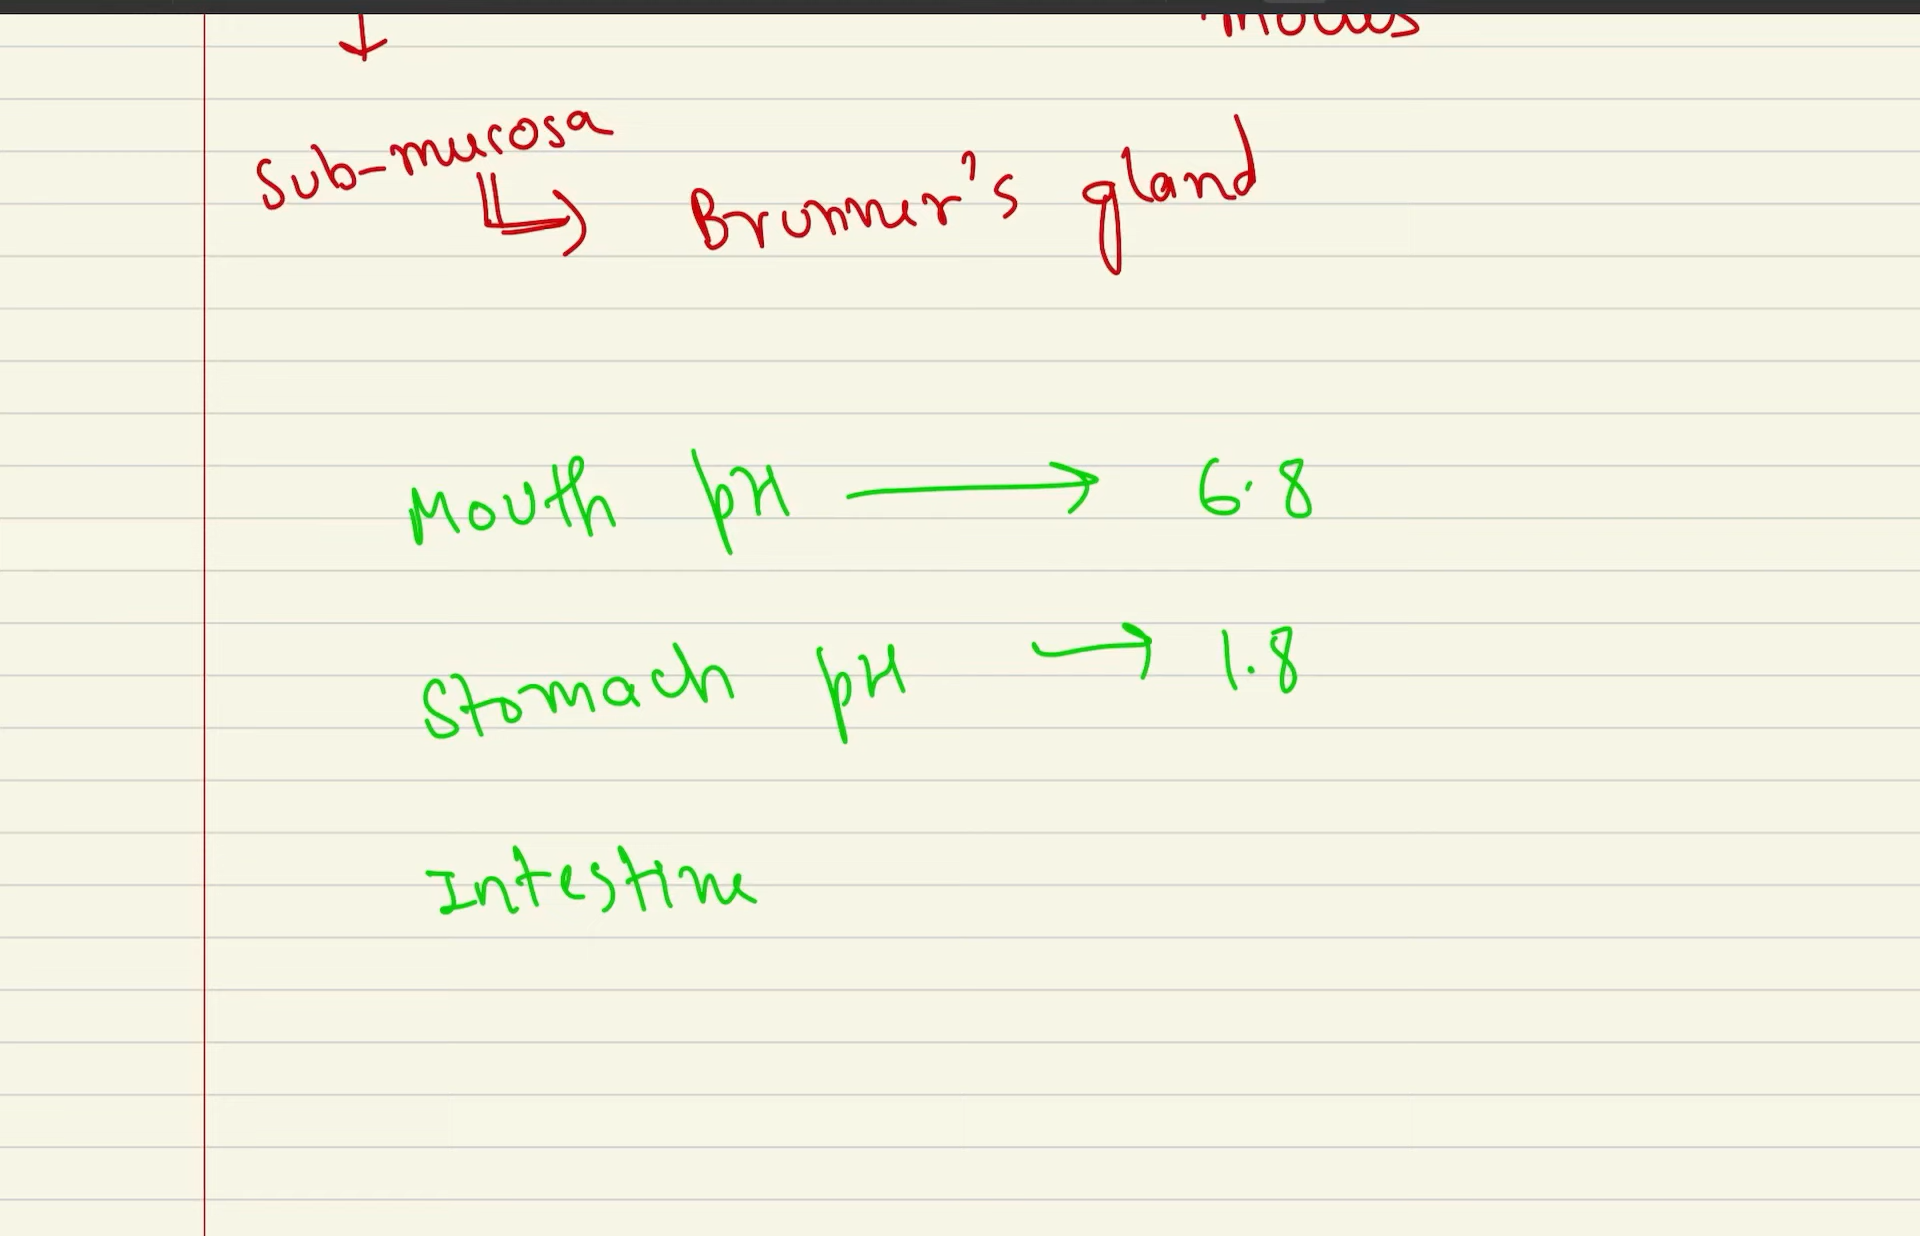 Sub-mucosa
Brunner's gland
Mouth pH → 6.8
Stomach pH → 1.8
Intestine